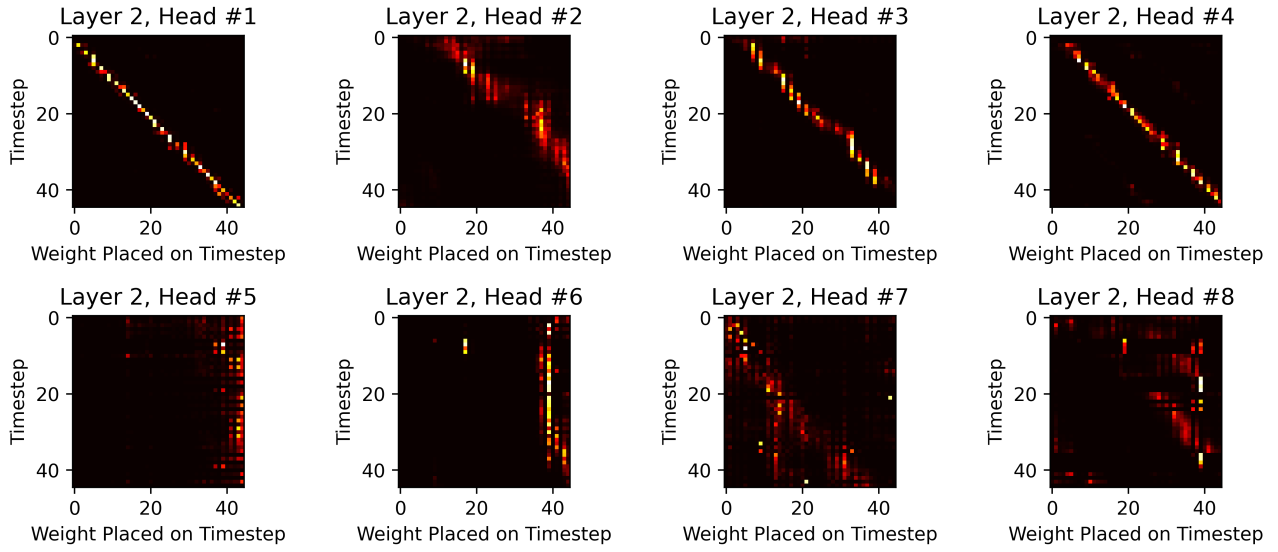 Layer 2, Head #1 Layer 2, Head #2 Layer 2, Head #3 Layer 2, Head #4
0 0 0 0
20 20 20 20
40 40 40 40
Timestep Timestep Timestep Timestep
0 20 40 0 20 40 0 20 40 0 20 40
Weight Placed on Timestep Weight Placed on Timestep Weight Placed on Timestep Weight Placed on Timestep
Layer 2, Head #5 Layer 2, Head #6 Layer 2, Head #7 Layer 2, Head #8
0 0 0 0
20 20 20 20
40 40 40 40
Timestep Timestep Timestep Timestep
0 20 40 0 20 40 0 20 40 0 20 40
Weight Placed on Timestep Weight Placed on Timestep Weight Placed on Timestep Weight Placed on Timestep